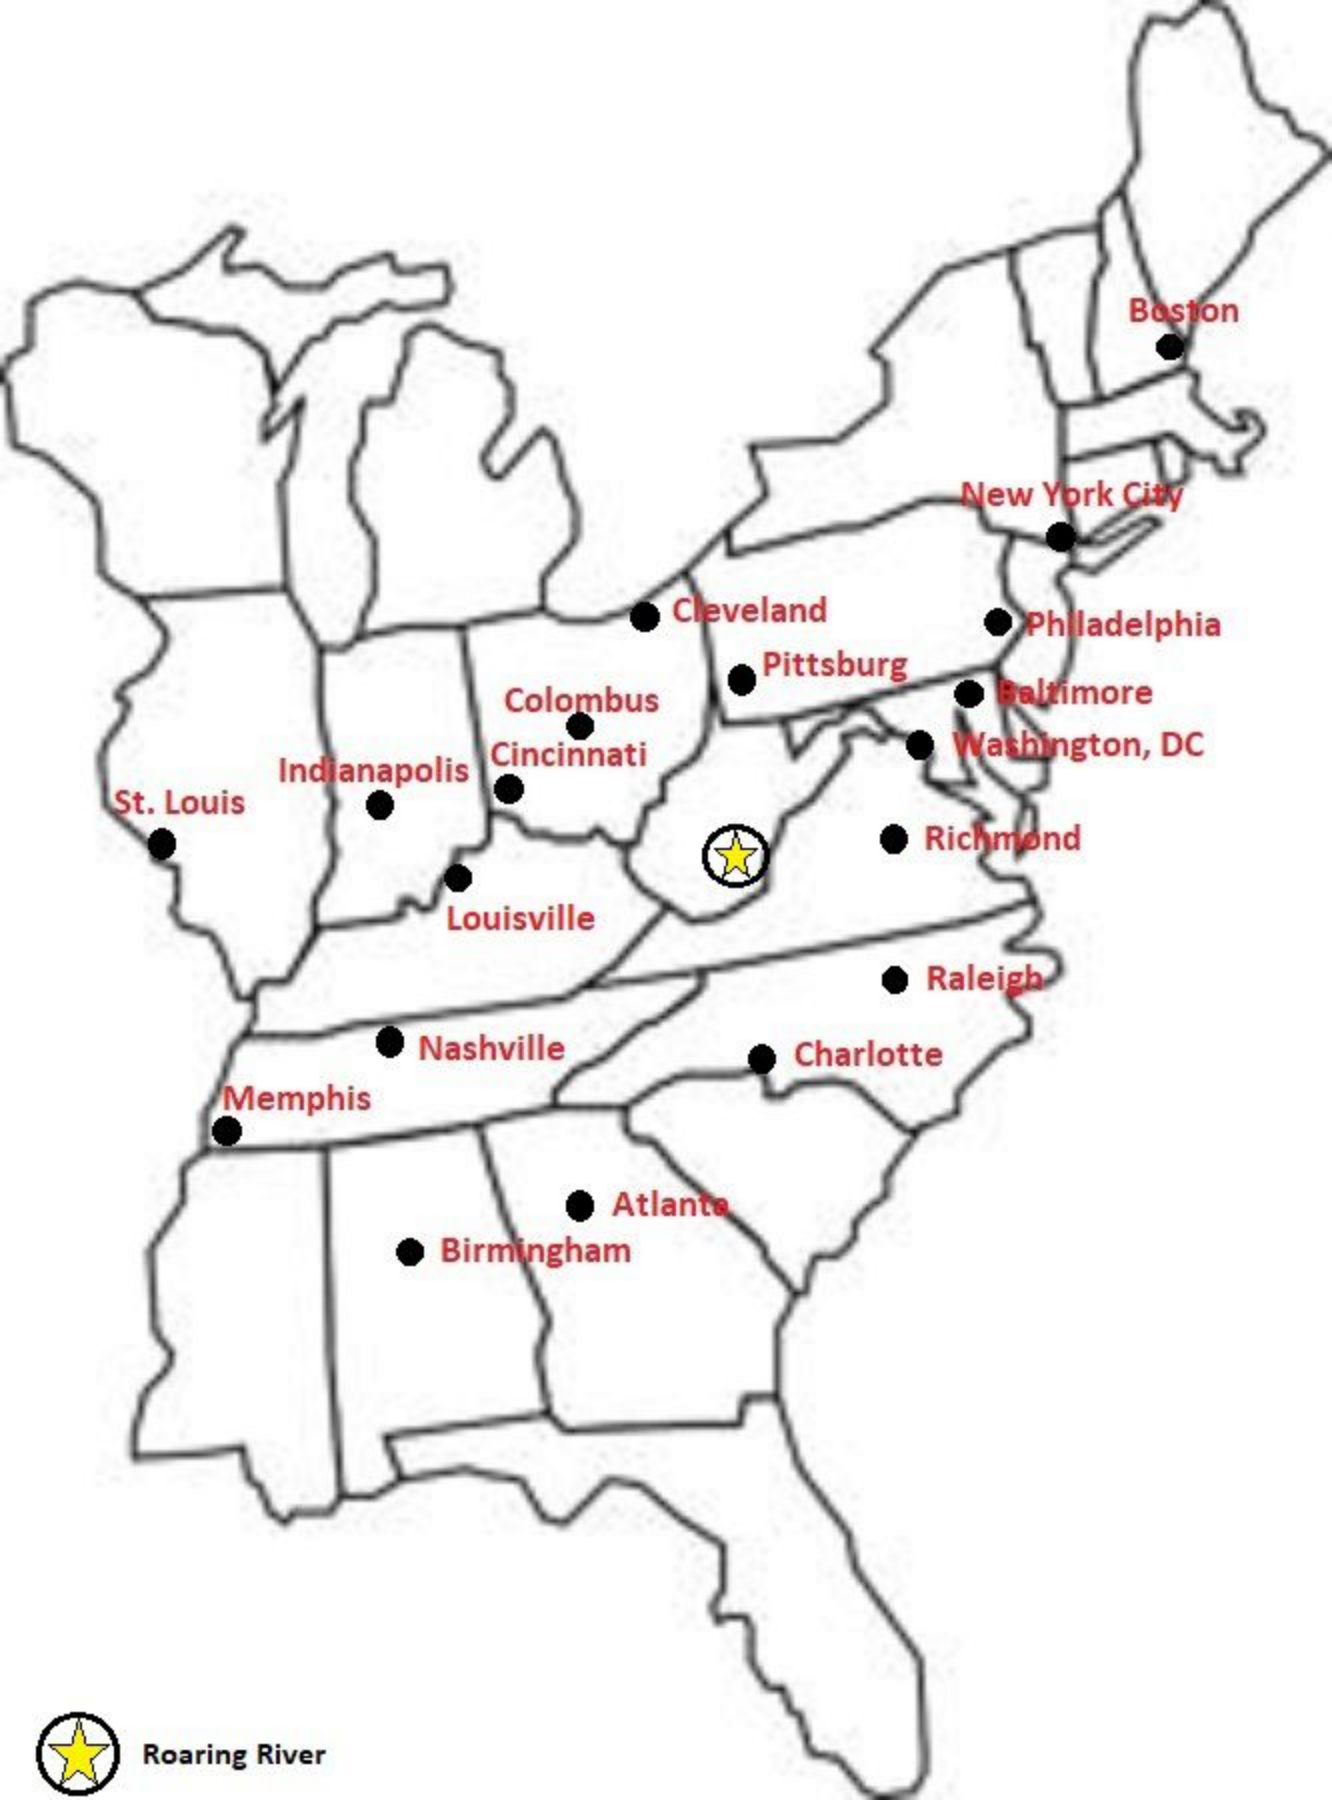 Boston
New York City
Cleveland
Philadelphia
Pittsburg
Colombus
Baltimore
Cincinnati
Washington, DC
Indianapolis
St. Louis
Richmond
Louisville
Raleigh
Nashville
Charlotte
Memphis
Atlanta
Birmingham
Roaring River